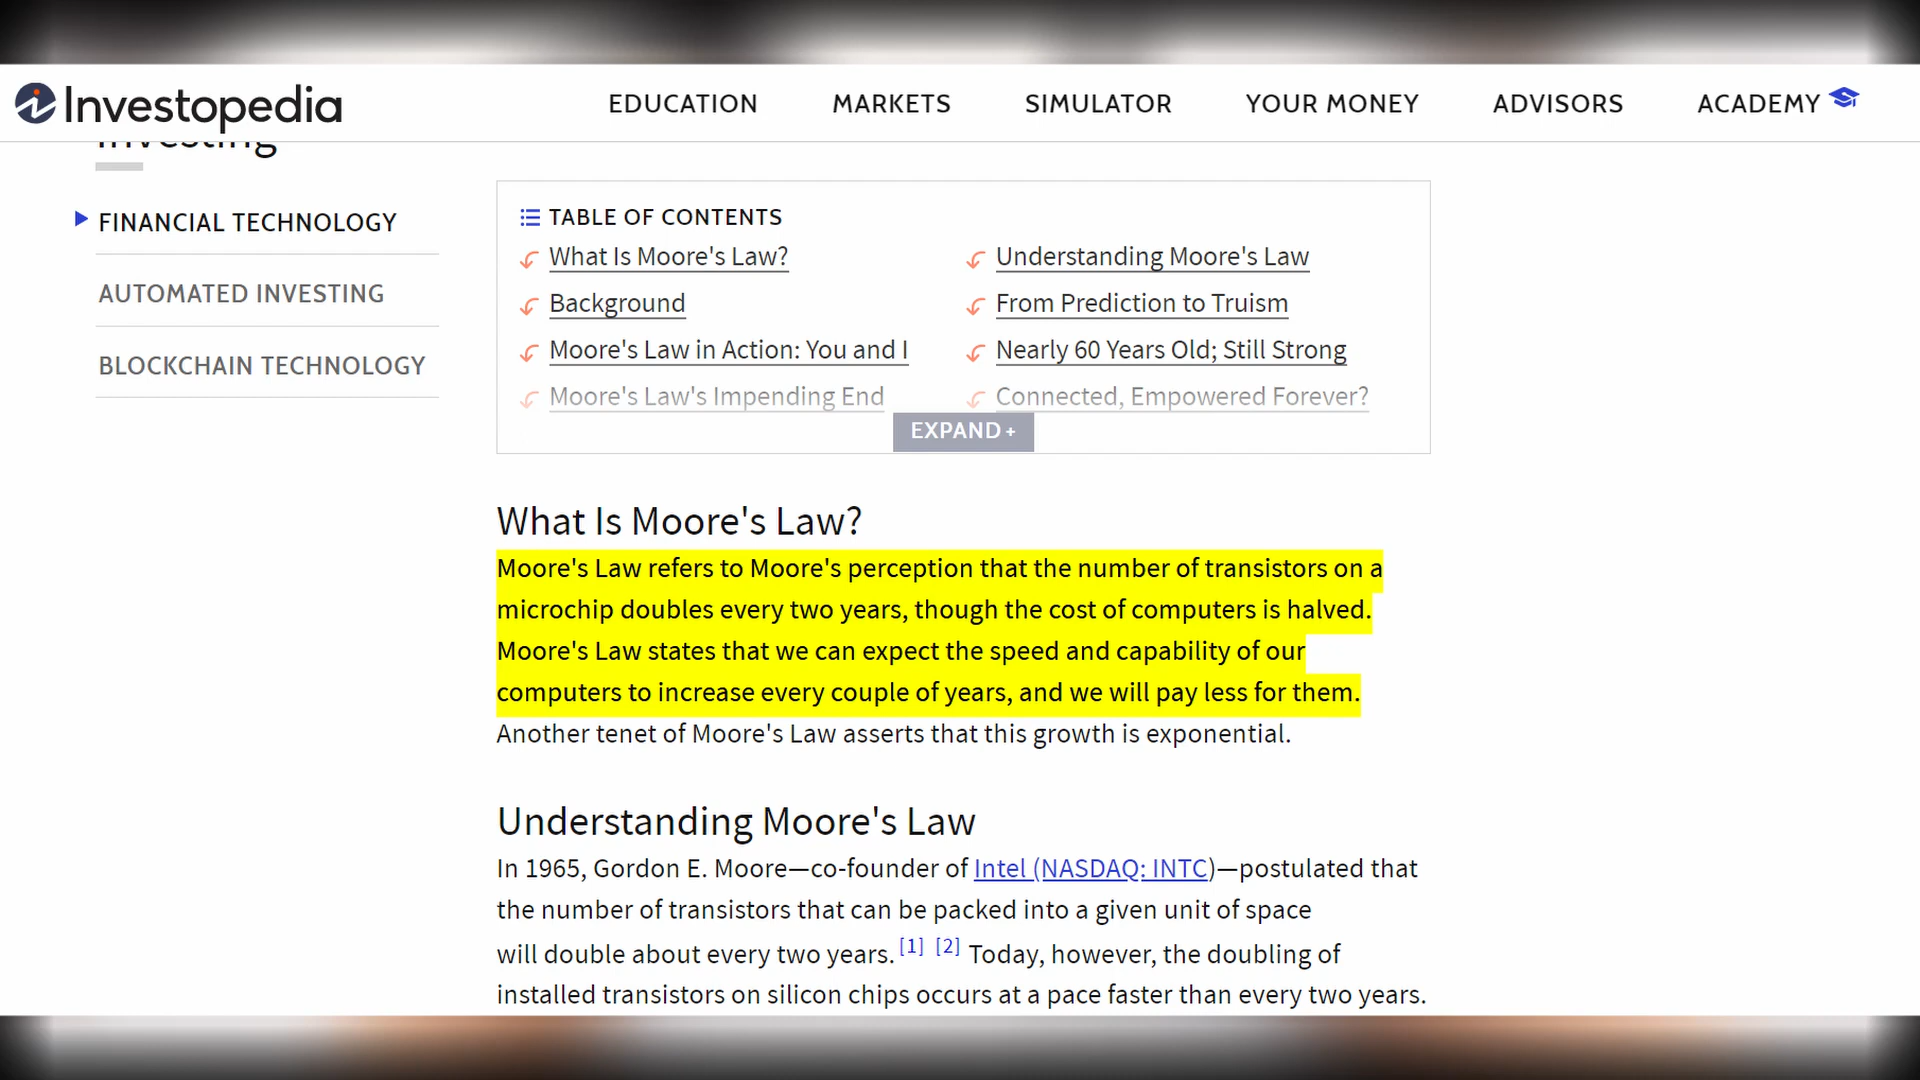 Investopedia
EDUCATION
MARKETS
SIMULATOR
YOUR MONEY
ADVISORS
ACADEMY
Investing
FINANCIAL TECHNOLOGY
AUTOMATED INVESTING
BLOCKCHAIN TECHNOLOGY
TABLE OF CONTENTS
What Is Moore's Law?
Understanding Moore's Law
Background
From Prediction to Truism
Moore's Law in Action: You and I
Nearly 60 Years Old; Still Strong
Moore's Law's Impending End
Connected, Empowered Forever?
EXPAND +
What Is Moore's Law?
Moore's Law refers to Moore's perception that the number of transistors on a
microchip doubles every two years, though the cost of computers is halved.
Moore's Law states that we can expect the speed and capability of our
computers to increase every couple of years, and we will pay less for them.
Another tenet of Moore's Law asserts that this growth is exponential.
Understanding Moore's Law
In 1965, Gordon E. Moore—co-founder of Intel (NASDAQ: INTC)—postulated that
the number of transistors that can be packed into a given unit of space
will double about every two years. [1] [2] Today, however, the doubling of
installed transistors on silicon chips occurs at a pace faster than every two years.